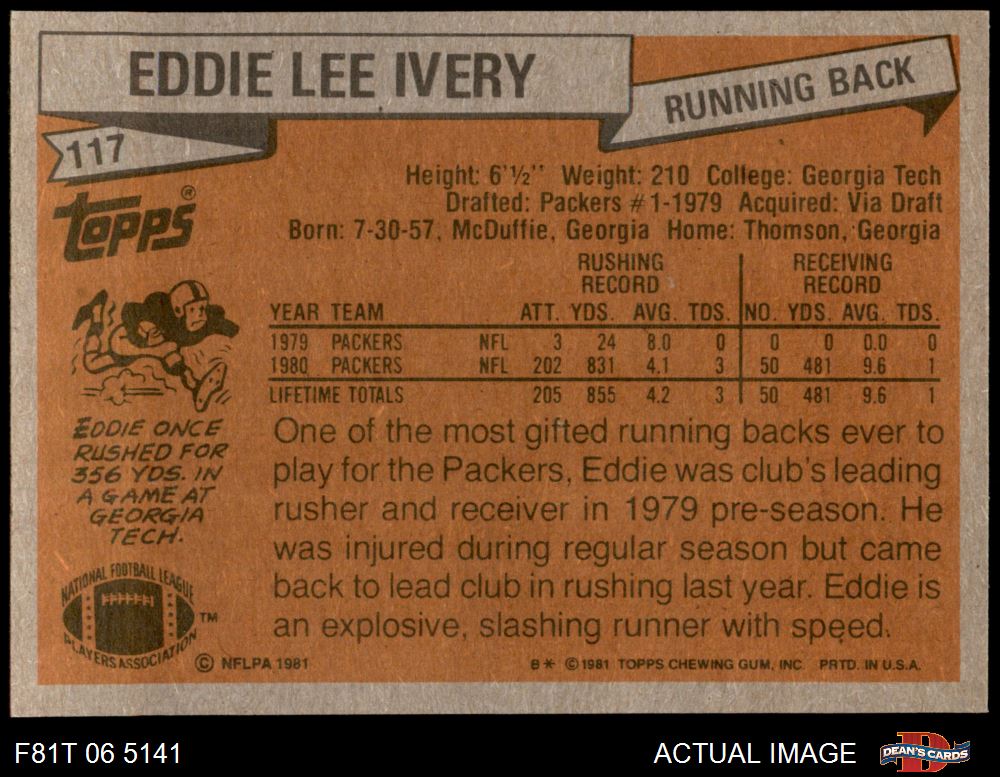 EDDIE LEE IVERY
RUNNING BACK
117
TOPPS®
Height: 6'½" Weight: 210 College: Georgia Tech
Drafted: Packers #1-1979 Acquired: Via Draft
Born: 7-30-57, McDuffie, Georgia Home: Thomson, Georgia
RUSHING RECORD RECEIVING RECORD
YEAR TEAM ATT. YDS. AVG. TDS. NO. YDS. AVG. TDS.
1979 PACKERS NFL 3 24 8.0 0 0 0 0.0 0
1980 PACKERS NFL 202 831 4.1 3 50 481 9.6 1
LIFETIME TOTALS 205 855 4.2 3 50 481 9.6 1
EDDIE ONCE
RUSHED FOR
356 YDS. IN
A GAME AT
GEORGIA
TECH.
One of the most gifted running backs ever to
play for the Packers, Eddie was club's leading
rusher and receiver in 1979 pre-season. He
was injured during regular season but came
back to lead club in rushing last year. Eddie is
an explosive, slashing runner with speed.
NATIONAL FOOTBALL LEAGUE
PLAYERS ASSOCIATION
™
© NFLPA 1981
B* © 1981 TOPPS CHEWING GUM, INC. PRTD. IN U.S.A.
F81T 06 5141
ACTUAL IMAGE
D
DEAN'S CARDS